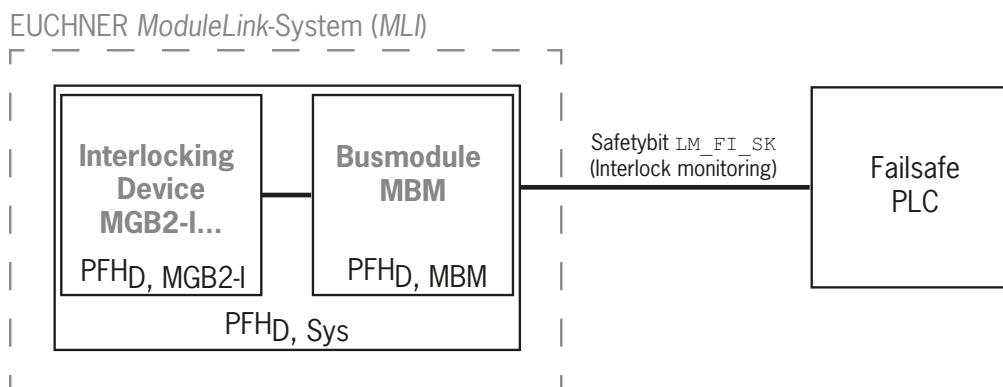 EUCHNER ModuleLink-System (MLI)
Interlocking
Device
MGB2-I...
PFHD, MGB2-I
Busmodule
MBM
PFHD, MBM
PFHD, Sys
Safetybit LM_FI_SK
(Interlock monitoring)
Failsafe
PLC